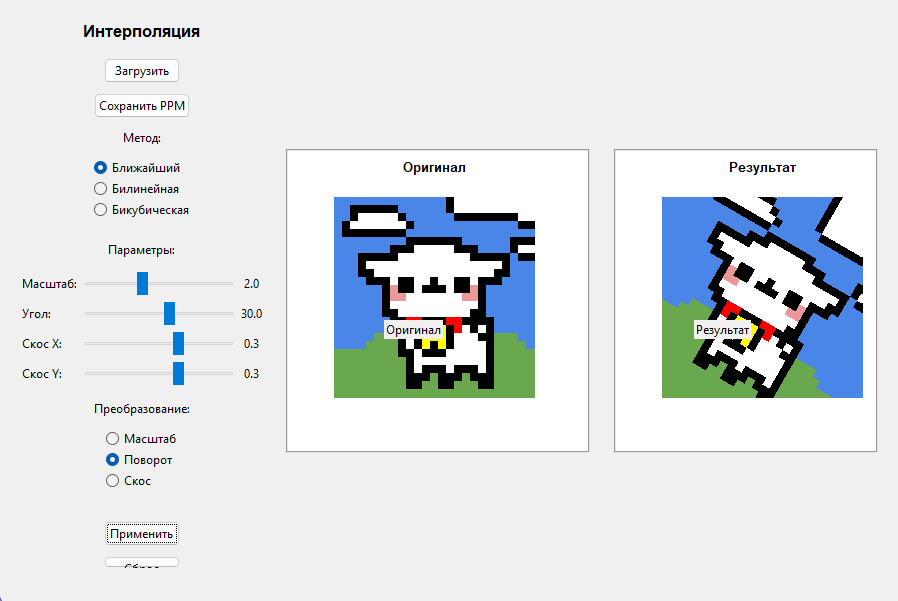 Интерполяция
Загрузить
Сохранить PPM
Метод:
Ближайший
Билинейная
Бикубическая
Параметры:
Масштаб: 2.0
Угол: 30.0
Скос X: 0.3
Скос Y: 0.3
Преобразование:
Масштаб
Поворот
Скос
Применить
Оригинал
Оригинал
Результат
Результат